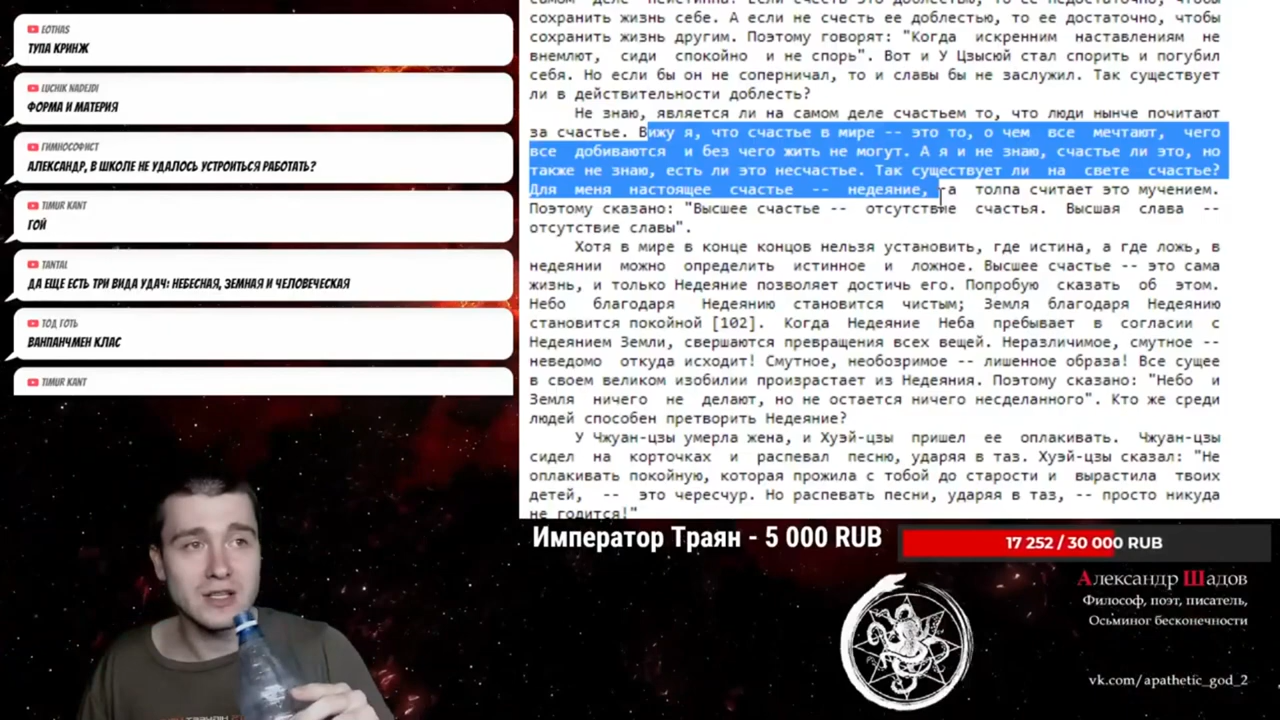 EOTHAS
ТУПА КРИНЖ
LUCHIK NADEJDI
ФОРМА И МАТЕРИЯ
ГИМНОСОФИСТ
АЛЕКСАНДР, В ШКОЛЕ НЕ УДАЛОСЬ УСТРОИТЬСЯ РАБОТАТЬ?
TIMUR KANT
ГОЙ
TANTAL
ДА ЕЩЕ ЕСТЬ ТРИ ВИДА УДАЧ: НЕБЕСНАЯ, ЗЕМНАЯ И ЧЕЛОВЕЧЕСКАЯ
ТОД ГОТЬ
ВАНПАНЧМЕН КЛАС
TIMUR KANT
сохранить жизнь себе. А если не счесть ее доблестью, то ее достаточно, чтобы
сохранить жизнь другим. Поэтому говорят: "Когда искренним наставлениям не
внемлют, сиди спокойно и не спорь". Вот и У Цзысюй стал спорить и погубил
себя. Но если бы он не соперничал, то и славы бы не заслужил. Так существует
ли в действительности доблесть?
Не знаю, является ли на самом деле счастьем то, что люди нынче почитают
за счастье. Вижу я, что счастье в мире -- это то, о чем все мечтают, чего
все добиваются и без чего жить не могут. А я и не знаю, счастье ли это, но
также не знаю, есть ли это несчастье. Так существует ли на свете счастье?
Для меня настоящее счастье -- недеяние, а толпа считает это мучением.
Поэтому сказано: "Высшее счастье -- отсутствие счастья. Высшая слава --
отсутствие славы".
Хотя в мире в конце концов нельзя установить, где истина, а где ложь, в
недеянии можно определить истинное и ложное. Высшее счастье -- это сама
жизнь, и только Недеяние позволяет достичь его. Попробую сказать об этом.
Небо благодаря Недеянию становится чистым; Земля благодаря Недеянию
становится покойной [102]. Когда Недеяние Неба пребывает в согласии с
Недеянием Земли, свершаются превращения всех вещей. Неразличимое, смутное --
неведомо откуда исходит! Смутное, необозримое -- лишенное образа! Все сущее
в своем великом изобилии произрастает из Недеяния. Поэтому сказано: "Небо и
Земля ничего не делают, но не остается ничего несделанного". Кто же среди
людей способен претворить Недеяние?
У Чжуан-цзы умерла жена, и Хуэй-цзы пришел ее оплакивать. Чжуан-цзы
сидел на корточках и распевал песню, ударяя в таз. Хуэй-цзы сказал: "Не
оплакивать покойную, которая прожила с тобой до старости и вырастила твоих
детей, -- это чересчур. Но распевать песни, ударяя в таз, -- просто никуда
не годится!"
Император Траян - 5 000 RUB
17 252 / 30 000 RUB
Александр Шадов
Философ, поэт, писатель,
Осьминог бесконечности
vk.com/apathetic_god_2